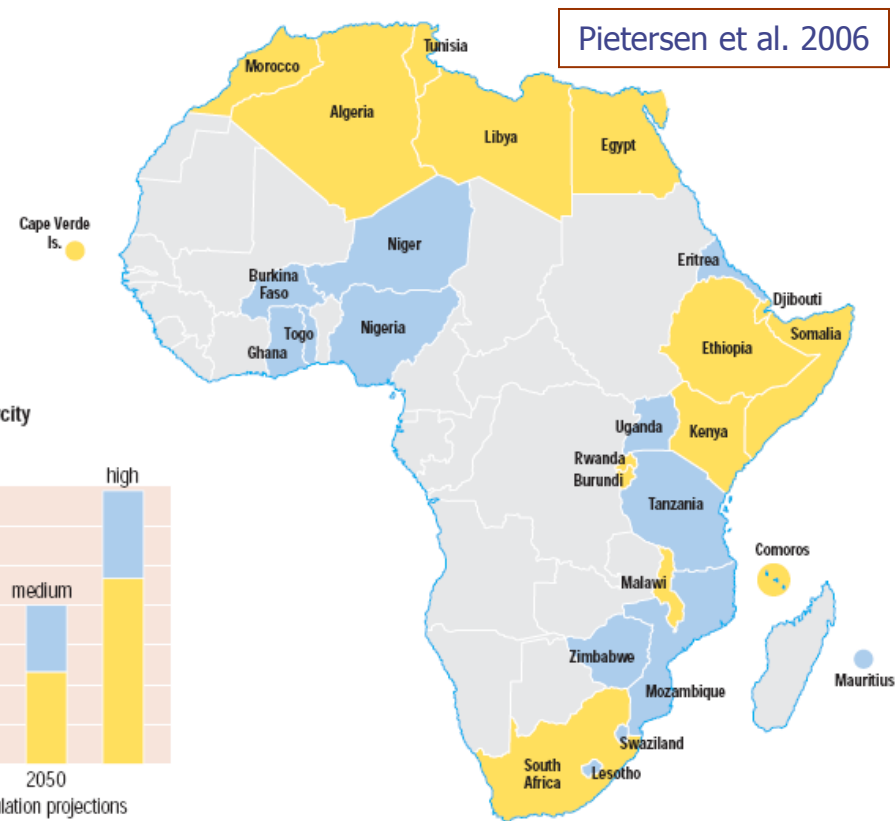 Pietersen et al. 2006
Tunisia
Morocco
Algeria
Libya
Egypt
Cape Verde
Is.
Niger
Eritrea
Burkina
Faso
Djibouti
Togo
Nigeria
Somalia
Ghana
Ethiopia
Uganda
Kenya
Rwanda
Burundi
Tanzania
Comoros
Malawi
Zimbabwe
Mauritius
Mozambique
Swaziland
South
Africa
Lesotho
rcity
high
medium
2050
ulation projections